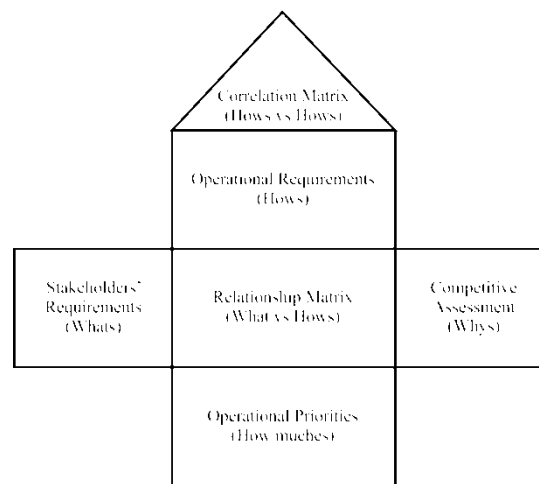 Correlation Matrix
(Hows vs Hows)
Operational Requirements
(Hows)
Stakeholders'
Requirements
(Whats)
Relationship Matrix
(What vs Hows)
Competitive
Assessment
(Whys)
Operational Priorities
(How muches)